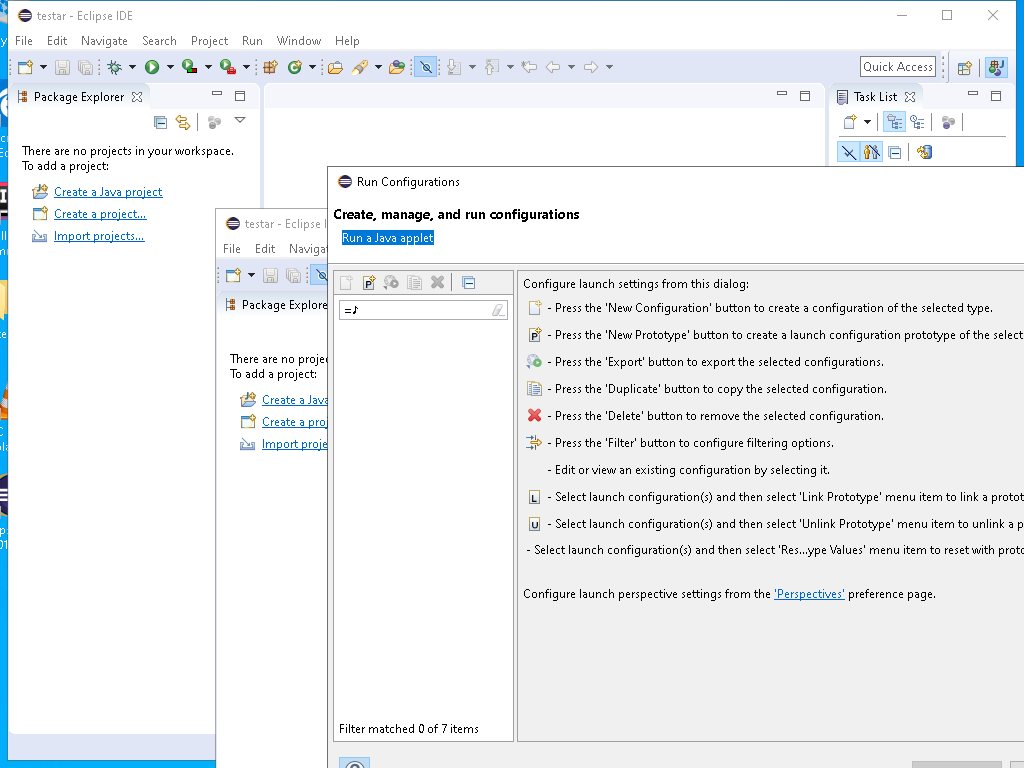 testar - Eclipse IDE
File Edit Navigate Search Project Run Window Help
Quick Access
Package Explorer
Task List
There are no projects in your workspace.
To add a project:
Create a Java project
Create a project...
Import projects...
testar - Eclipse I
File Edit Navigat
Package Explore
There are no projec
To add a project:
Create a Java
Create a proj
Import proje
Run Configurations
Create, manage, and run configurations
Run a Java applet
=♪
Filter matched 0 of 7 items
Configure launch settings from this dialog:
- Press the 'New Configuration' button to create a configuration of the selected type.
- Press the 'New Prototype' button to create a launch configuration prototype of the select
- Press the 'Export' button to export the selected configurations.
- Press the 'Duplicate' button to copy the selected configuration.
- Press the 'Delete' button to remove the selected configuration.
- Press the 'Filter' button to configure filtering options.
- Edit or view an existing configuration by selecting it.
L - Select launch configuration(s) and then select 'Link Prototype' menu item to link a protot
U - Select launch configuration(s) and then select 'Unlink Prototype' menu item to unlink a p
- Select launch configuration(s) and then select 'Res...ype Values' menu item to reset with proto
Configure launch perspective settings from the 'Perspectives' preference page.